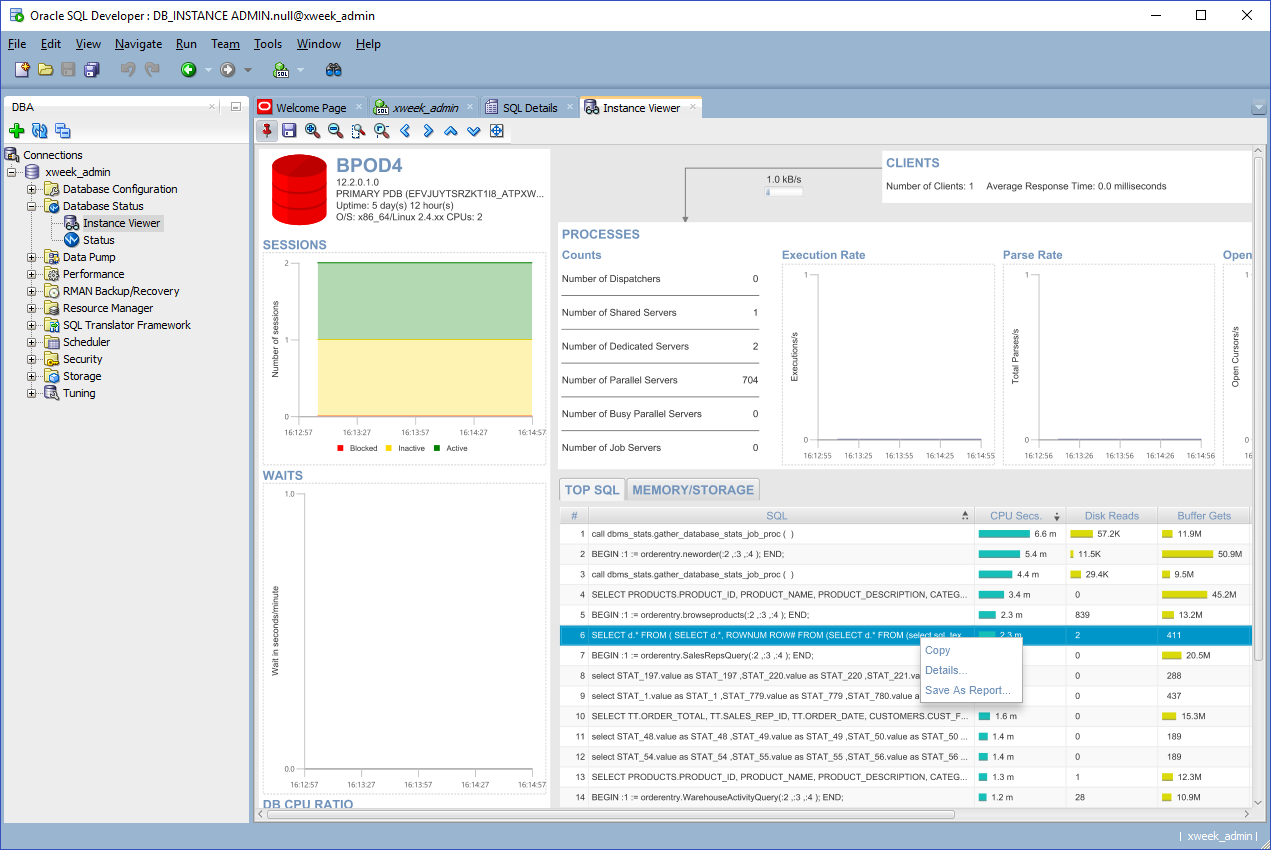 Oracle SQL Developer : DB_INSTANCE ADMIN.null@xweek_admin
File Edit View Navigate Run Team Tools Window Help
DBA
Connections
xweek_admin
Database Configuration
Database Status
Instance Viewer
Status
Data Pump
Performance
RMAN Backup/Recovery
Resource Manager
SQL Translator Framework
Scheduler
Security
Storage
Tuning
Welcome Page xweek_admin SQL Details Instance Viewer
BPOD4
12.2.0.1.0
PRIMARY PDB (EFVJUYTSRZKT1I8_ATPXW...
Uptime: 5 day(s) 12 hour(s)
O/S: x86_64/Linux 2.4.xx CPUs: 2
SESSIONS
Number of sessions
2
1
0
16:12:57 16:13:27 16:13:57 16:14:27 16:14:57
Blocked Inactive Active
WAITS
Wait in seconds/minute
1.0
0.0
16:12:57 16:13:27 16:13:57 16:14:27 16:14:57
DB CPU RATIO
1.0 kB/s
CLIENTS
Number of Clients: 1 Average Response Time: 0.0 milliseconds
PROCESSES
Counts
Number of Dispatchers 0
Number of Shared Servers 1
Number of Dedicated Servers 2
Number of Parallel Servers 704
Number of Busy Parallel Servers 0
Number of Job Servers 0
Execution Rate
Executions/s
1
0
16:12:55 16:13:25 16:13:55 16:14:25 16:14:55
Parse Rate
Total Parses/s
1
0
16:12:56 16:13:26 16:13:56 16:14:26 16:14:56
Open
Open Cursors/s
1
0
16:12:
TOP SQL MEMORY/STORAGE
# SQL CPU Secs. Disk Reads Buffer Gets
1 call dbms_stats.gather_database_stats_job_proc ( ) 6.6 m 57.2K 11.9M
2 BEGIN :1 := orderentry.neworder(:2 ,:3 ,:4 ); END; 5.4 m 11.5K 50.9M
3 call dbms_stats.gather_database_stats_job_proc ( ) 4.4 m 29.4K 9.5M
4 SELECT PRODUCTS.PRODUCT_ID, PRODUCT_NAME, PRODUCT_DESCRIPTION, CATEG... 3.4 m 0 45.2M
5 BEGIN :1 := orderentry.browseproducts(:2 ,:3 ,:4 ); END; 2.3 m 839 13.2M
6 SELECT d.* FROM ( SELECT d.*, ROWNUM ROW# FROM (SELECT d.* FROM (select sql_tex... 2.3 m 2 411
7 BEGIN :1 := orderentry.SalesRepsQuery(:2 ,:3 ,:4 ); END; 0 20.5M
8 select STAT_197.value as STAT_197 ,STAT_220.value as STAT_220 ,STAT_221.va 0 288
9 select STAT_1.value as STAT_1 ,STAT_779.value as STAT_779 ,STAT_780.value a 0 437
10 SELECT TT.ORDER_TOTAL, TT.SALES_REP_ID, TT.ORDER_DATE, CUSTOMERS.CUST_F... 1.6 m 0 15.3M
11 select STAT_48.value as STAT_48 ,STAT_49.value as STAT_49 ,STAT_50.value as STAT_50 ... 1.4 m 0 189
12 select STAT_54.value as STAT_54 ,STAT_55.value as STAT_55 ,STAT_56.value as STAT_56 ... 1.4 m 0 189
13 SELECT PRODUCTS.PRODUCT_ID, PRODUCT_NAME, PRODUCT_DESCRIPTION, CATEG... 1.3 m 1 12.3M
14 BEGIN :1 := orderentry.WarehouseActivityQuery(:2 ,:3 ,:4 ); END; 1.2 m 28 10.9M
Copy
Details...
Save As Report...
xweek_admin